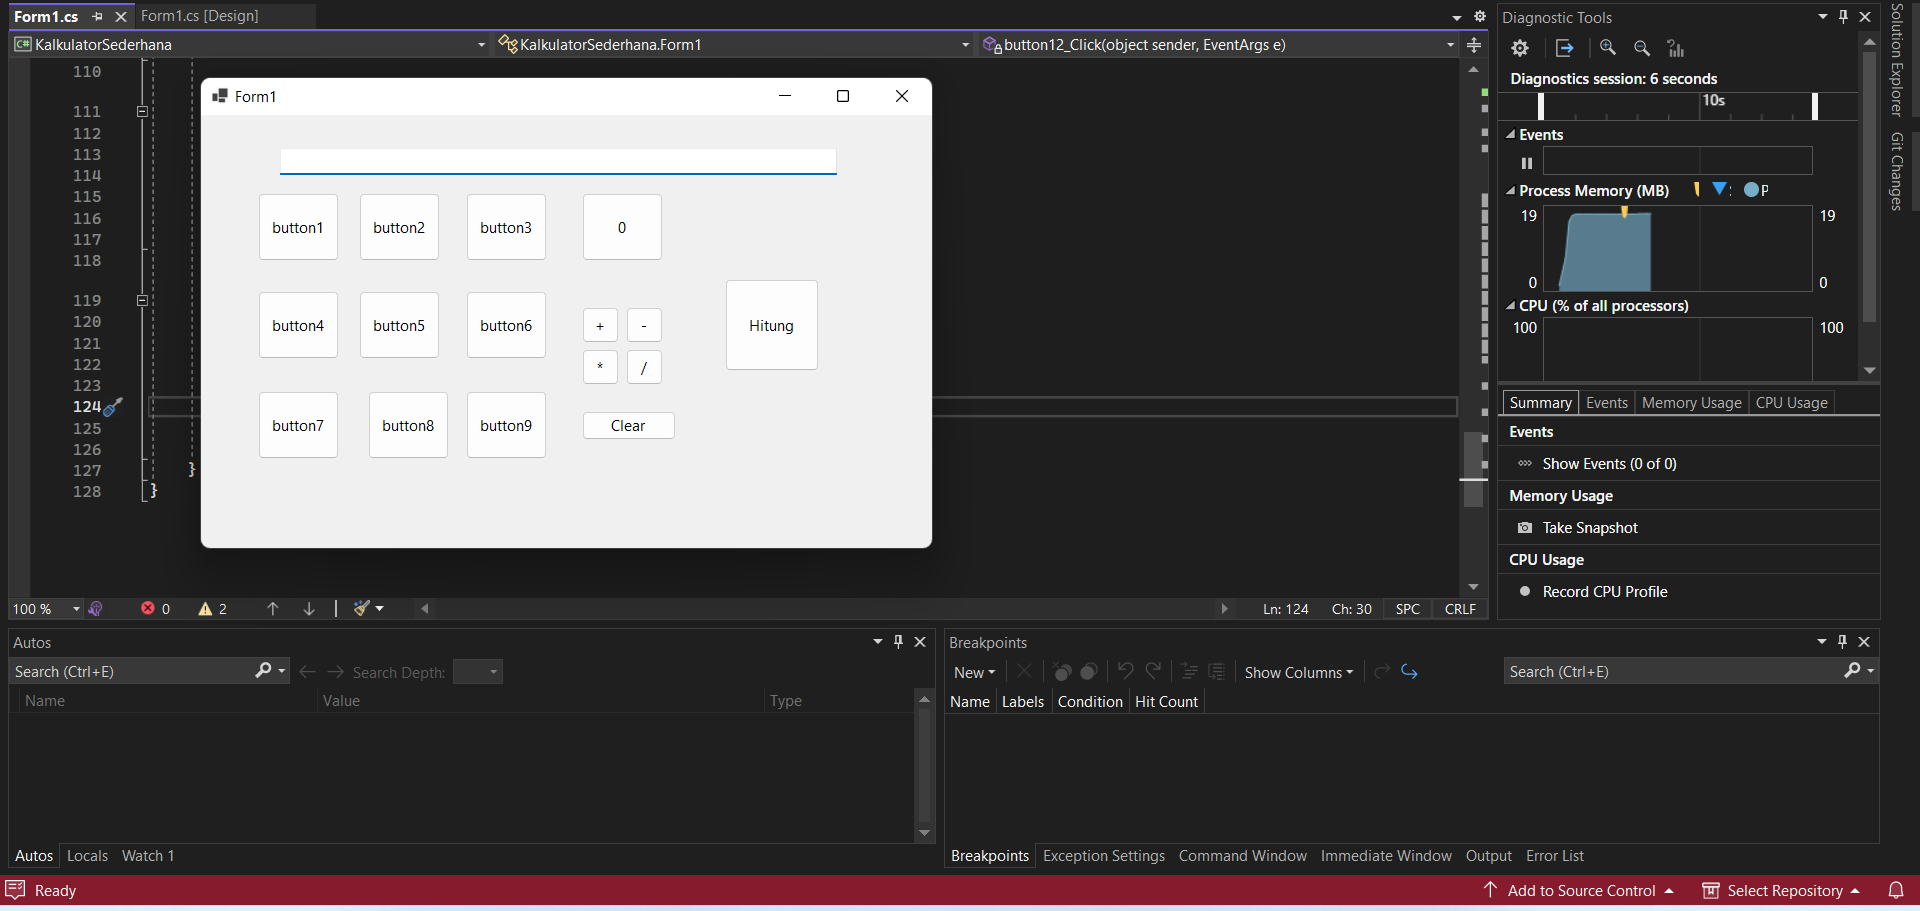 Form1.cs
Form1.cs [Design]
KalkulatorSederhana
KalkulatorSederhana.Form1
button12_Click(object sender, EventArgs e)
110
111
112
113
114
115
116
117
118
119
120
121
122
123
124
125
126
127 }
128 }
Form1
button1 button2 button3 0
button4 button5 button6 + - Hitung
* /
button7 button8 button9 Clear
100 %
0
2
Ln: 124 Ch: 30 SPC CRLF
Diagnostic Tools
Diagnostics session: 6 seconds
10s
Events
Process Memory (MB) P
19 19
0 0
CPU (% of all processors)
100 100
Summary Events Memory Usage CPU Usage
Events
Show Events (0 of 0)
Memory Usage
Take Snapshot
CPU Usage
Record CPU Profile
Solution Explorer
Git Changes
Autos
Search (Ctrl+E) Search Depth:
Name Value Type
Autos Locals Watch 1
Breakpoints
New Show Columns Search (Ctrl+E)
Name Labels Condition Hit Count
Breakpoints Exception Settings Command Window Immediate Window Output Error List
Ready Add to Source Control Select Repository